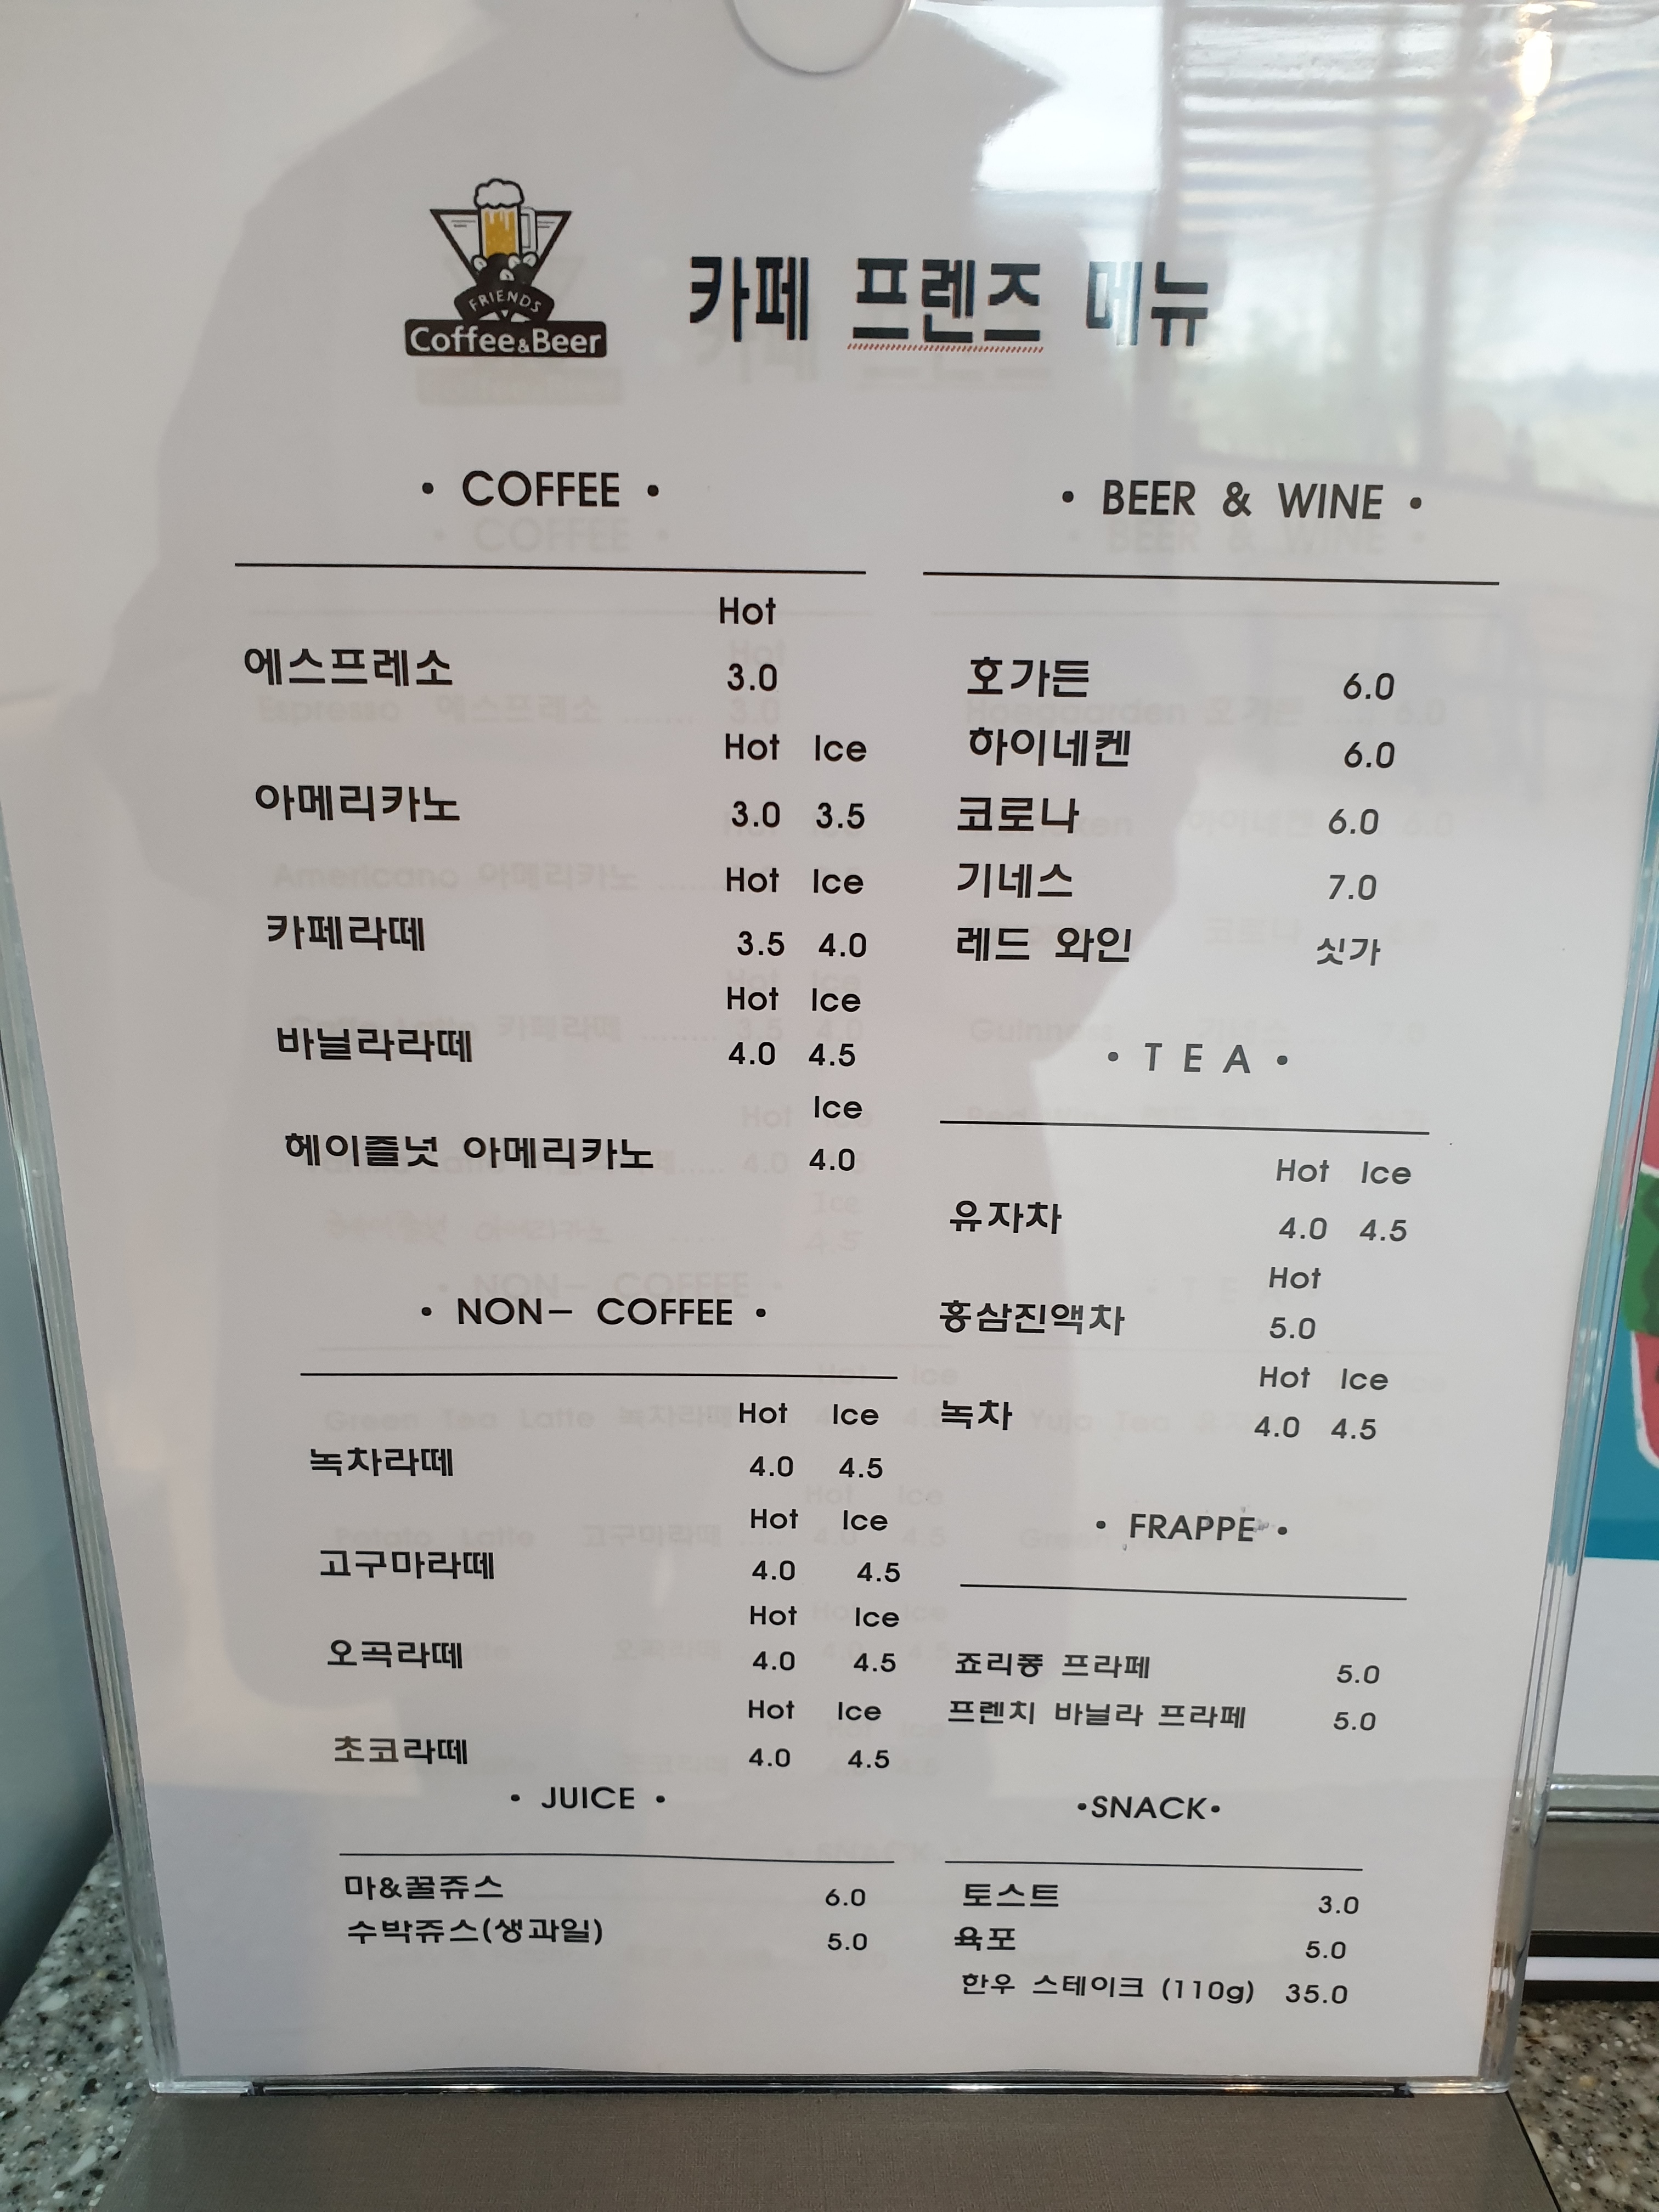 FRIENDS
Coffee&Beer
카페 프렌즈 메뉴
• COFFEE •
Hot
에스프레소 3.0
Hot Ice
아메리카노 3.0 3.5
Hot Ice
카페라떼 3.5 4.0
Hot Ice
바닐라라떼 4.0 4.5
Ice
헤이즐넛 아메리카노 4.0
• NON− COFFEE •
Hot Ice
녹차라떼 4.0 4.5
Hot Ice
고구마라떼 4.0 4.5
Hot Ice
오곡라떼 4.0 4.5
Hot Ice
초코라떼 4.0 4.5
• JUICE •
마&꿀쥬스 6.0
수박쥬스(생과일) 5.0
• BEER & WINE •
호가든 6.0
하이네켄 6.0
코로나 6.0
기네스 7.0
레드 와인 싯가
• T E A •
Hot Ice
유자차 4.0 4.5
Hot
홍삼진액차 5.0
Hot Ice
녹차 4.0 4.5
• FRAPPE •
죠리퐁 프라페 5.0
프렌치 바닐라 프라페 5.0
•SNACK•
토스트 3.0
육포 5.0
한우 스테이크 (110g) 35.0